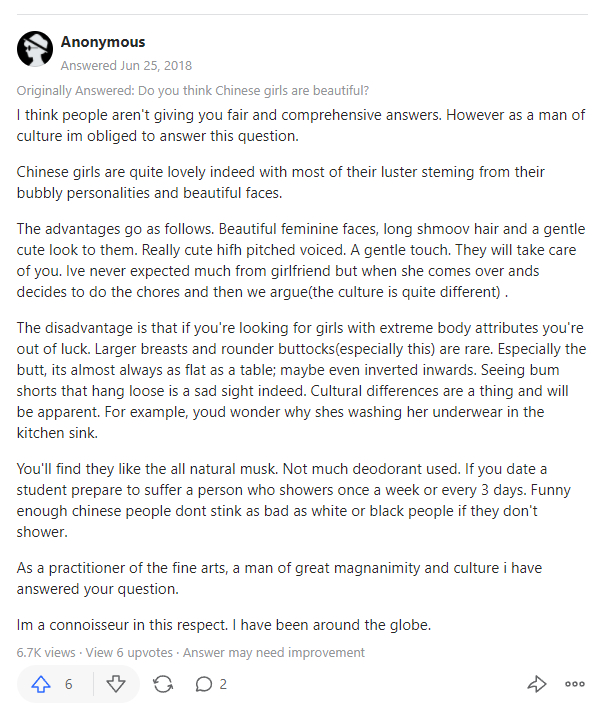 Anonymous
Answered Jun 25, 2018
Originally Answered: Do you think Chinese girls are beautiful?
I think people aren't giving you fair and comprehensive answers. However as a man of
culture im obliged to answer this question.
Chinese girls are quite lovely indeed with most of their luster steming from their
bubbly personalities and beautiful faces.
The advantages go as follows. Beautiful feminine faces, long shmoov hair and a gentle
cute look to them. Really cute hifh pitched voiced. A gentle touch. They will take care
of you. Ive never expected much from girlfriend but when she comes over ands
decides to do the chores and then we argue(the culture is quite different) .
The disadvantage is that if you're looking for girls with extreme body attributes you're
out of luck. Larger breasts and rounder buttocks(especially this) are rare. Especially the
butt, its almost always as flat as a table; maybe even inverted inwards. Seeing bum
shorts that hang loose is a sad sight indeed. Cultural differences are a thing and will
be apparent. For example, youd wonder why shes washing her underwear in the
kitchen sink.
You'll find they like the all natural musk. Not much deodorant used. If you date a
student prepare to suffer a person who showers once a week or every 3 days. Funny
enough chinese people dont stink as bad as white or black people if they don't
shower.
As a practitioner of the fine arts, a man of great magnanimity and culture i have
answered your question.
Im a connoisseur in this respect. I have been around the globe.
6.7K views · View 6 upvotes · Answer may need improvement
6 2